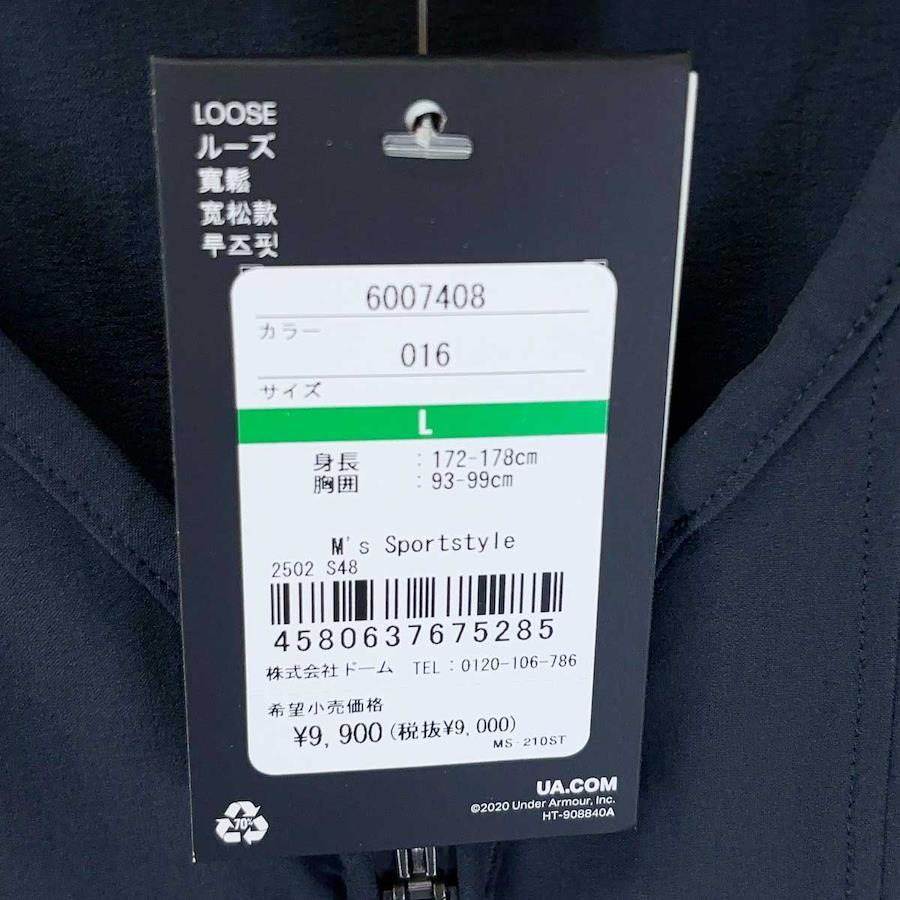 LOOSE
ルーズ
寬鬆
宽松款
루즈핏
6007408
カラー
016
サイズ
L
身長 : 172-178cm
胸囲 : 93-99cm
M's Sportstyle
2502 S48
4580637675285
株式会社ドーム TEL：0120-106-786
希望小売価格
¥9,900(税抜¥9,000)
MS-210ST
UA.COM
©2020 Under Armour, Inc.
HT-908840A
70%